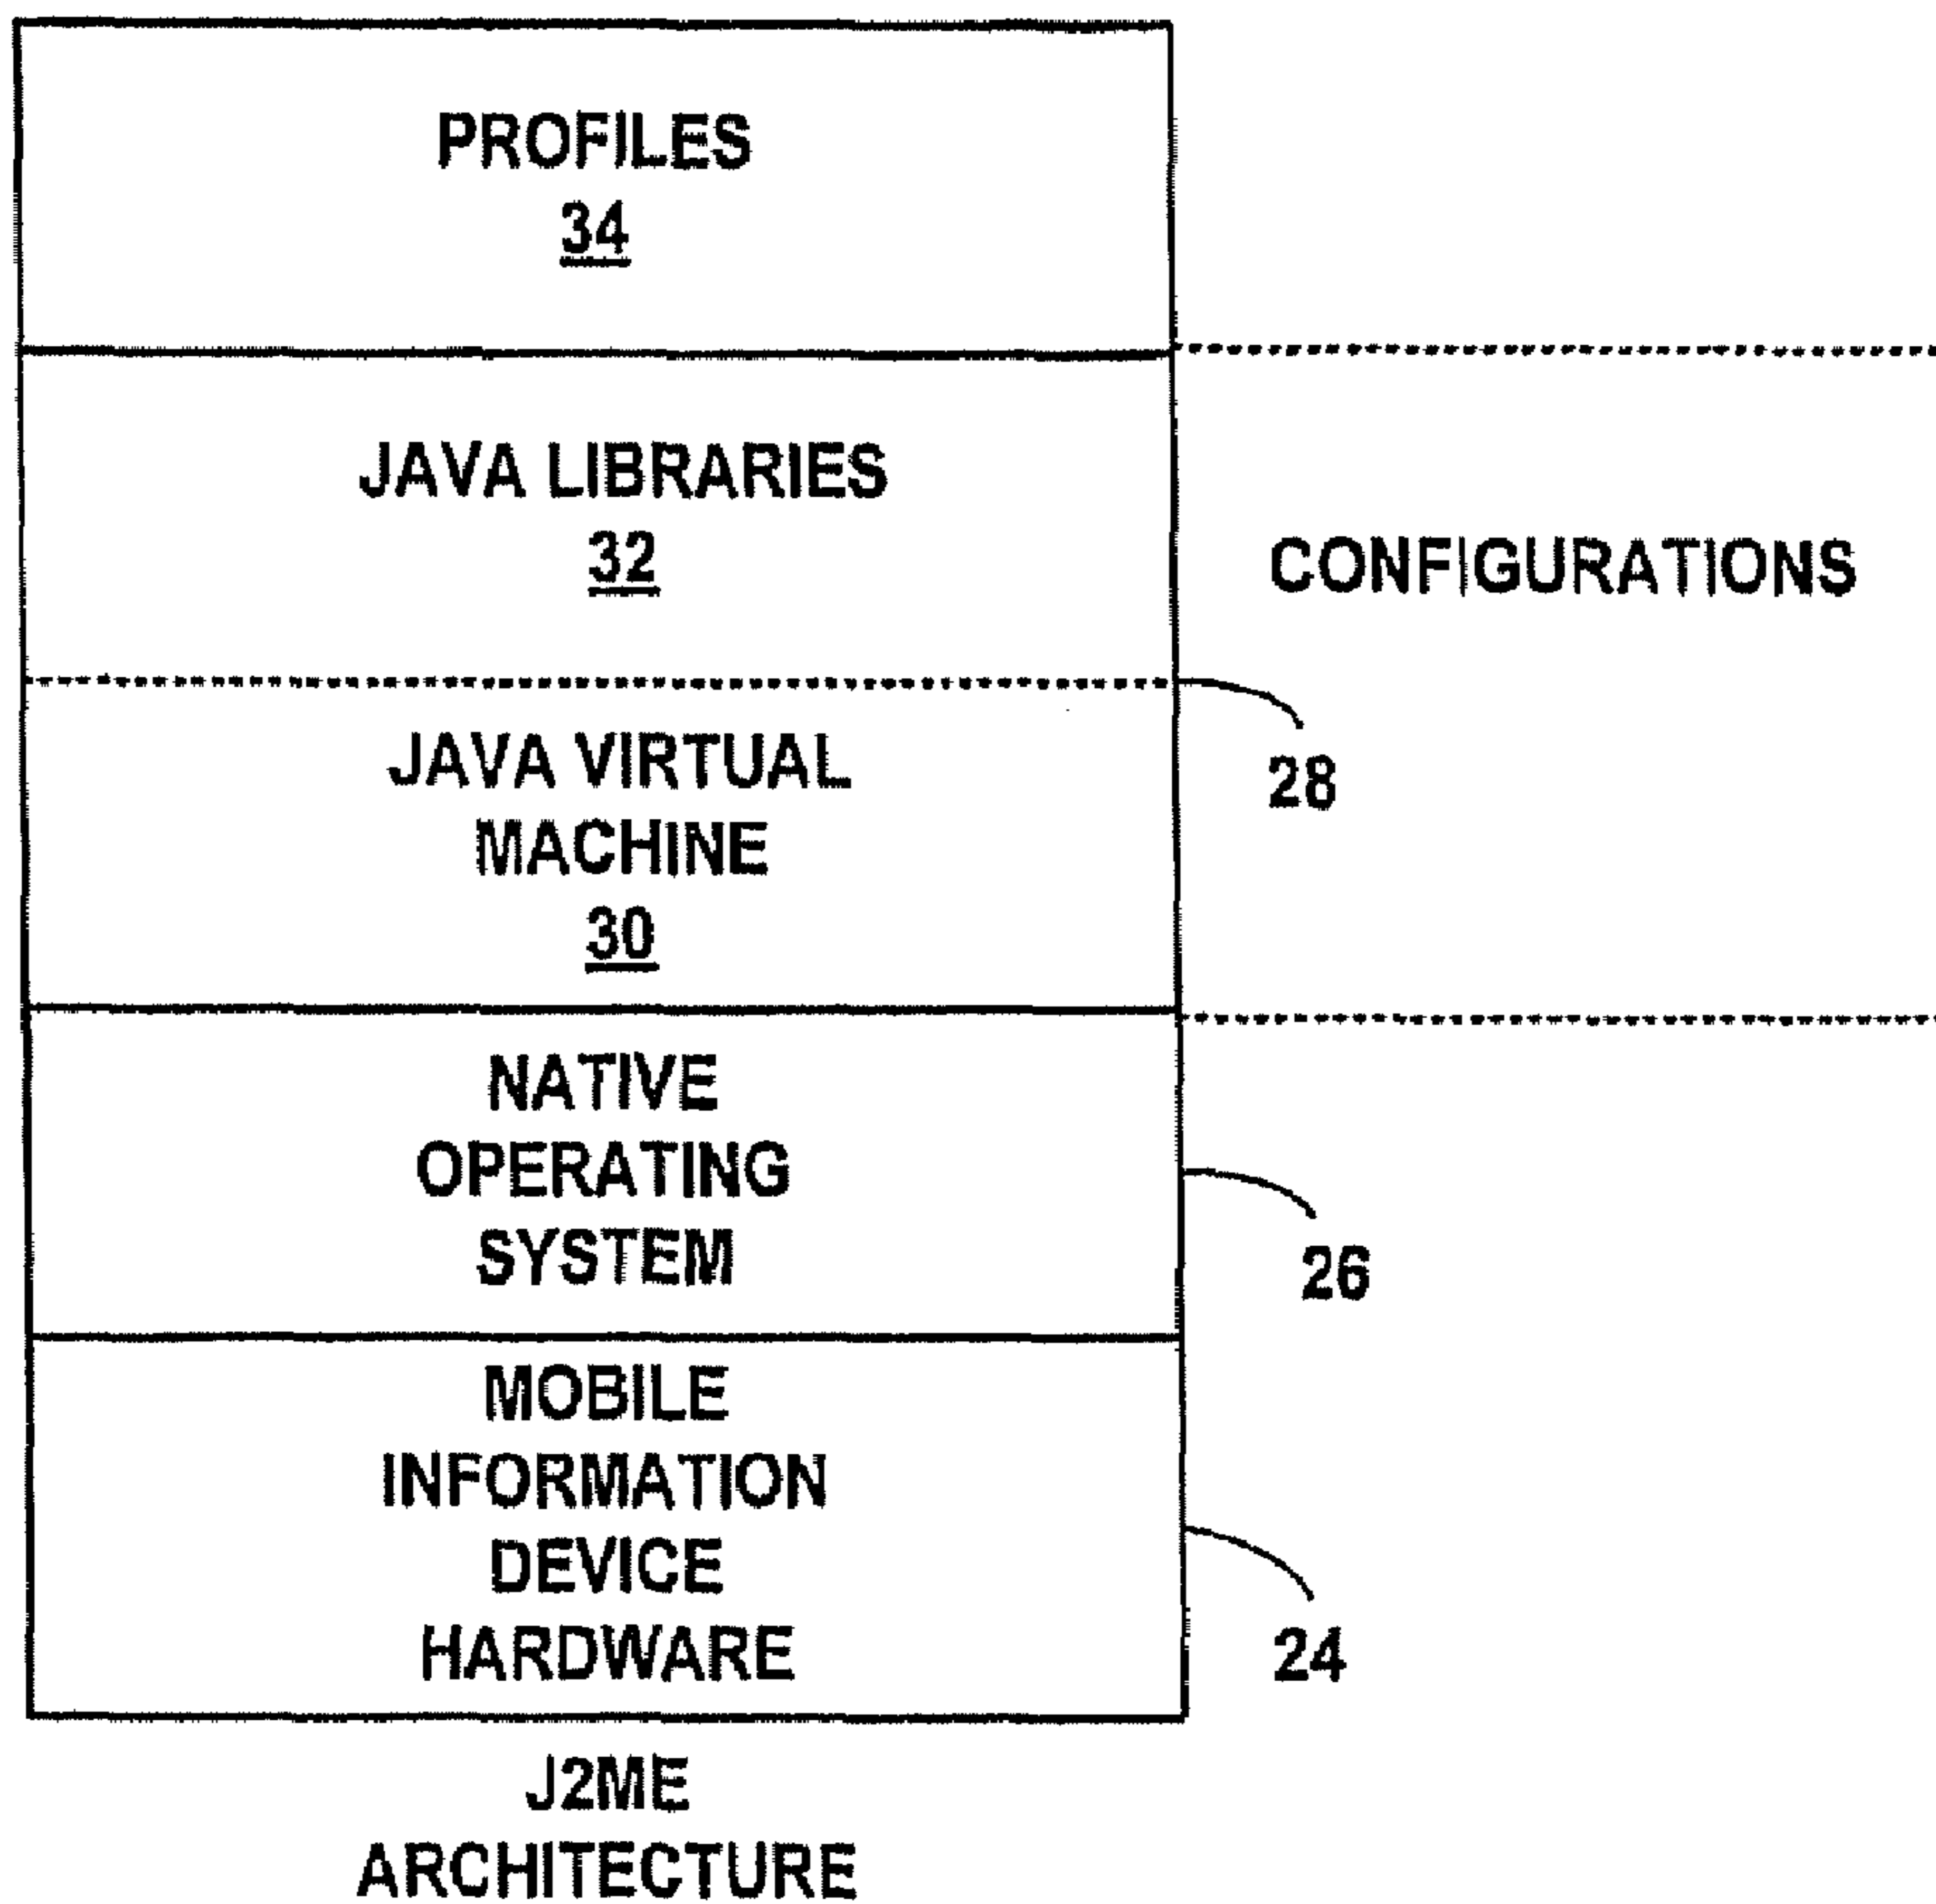 PROFILES
34
JAVA LIBRARIES
32
CONFIGURATIONS
JAVA VIRTUAL
MACHINE
30
28
NATIVE
OPERATING
SYSTEM
26
MOBILE
INFORMATION
DEVICE
HARDWARE
24
J2ME
ARCHITECTURE